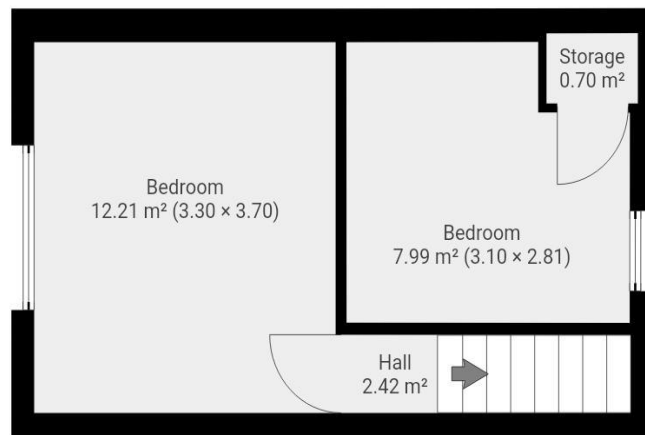 Storage
0.70 m²
Bedroom
12.21 m² (3.30 × 3.70)
Bedroom
7.99 m² (3.10 × 2.81)
Hall
2.42 m²